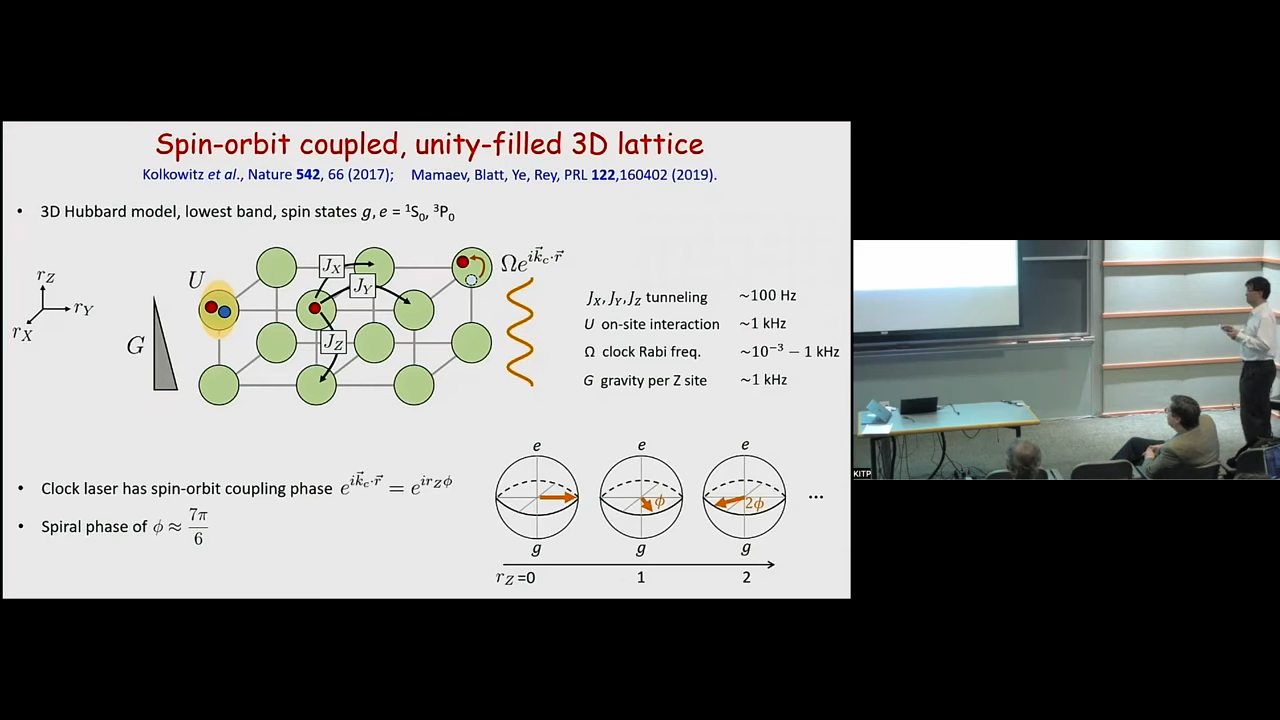 Spin-orbit coupled, unity-filled 3D lattice
Kolkowitz et al., Nature 542, 66 (2017); Mamaev, Blatt, Ye, Rey, PRL 122,160402 (2019).
• 3D Hubbard model, lowest band, spin states g, e = ¹S₀, ³P₀
r_Z
r_Y
r_X
G
U
J_X
J_Y
J_Z
Ωe^{i\vec{k}_c·\vec{r}}
J_X, J_Y, J_Z tunneling ~100 Hz
U on-site interaction ~1 kHz
Ω clock Rabi freq. ~10⁻³ − 1 kHz
G gravity per Z site ~1 kHz
• Clock laser has spin-orbit coupling phase e^{i\vec{k}_c·\vec{r}} = e^{ir_Zφ}
• Spiral phase of φ ≈ 7π/6
e e e
φ 2φ ...
g g g
r_Z =0 1 2
KITP